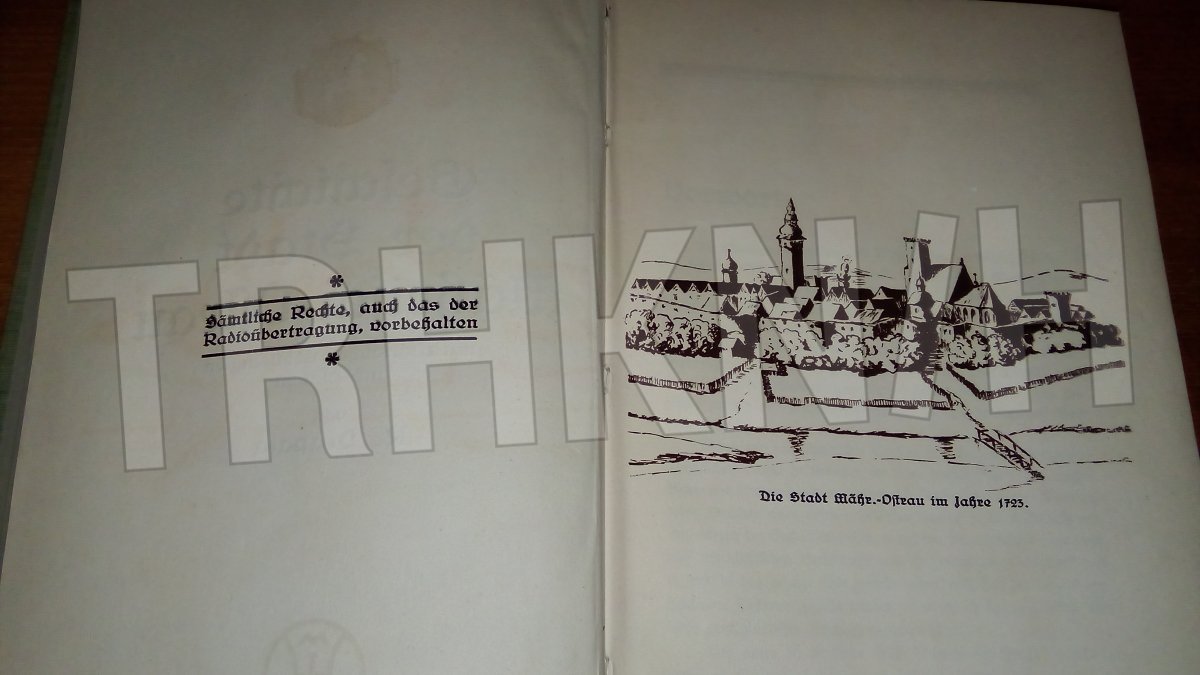 *
Sämtliche Rechte, auch das der
Radioübertragung, vorbehalten
*
Die Stadt Mähr.-Ostrau im Jahre 1723.
TRHKNIH